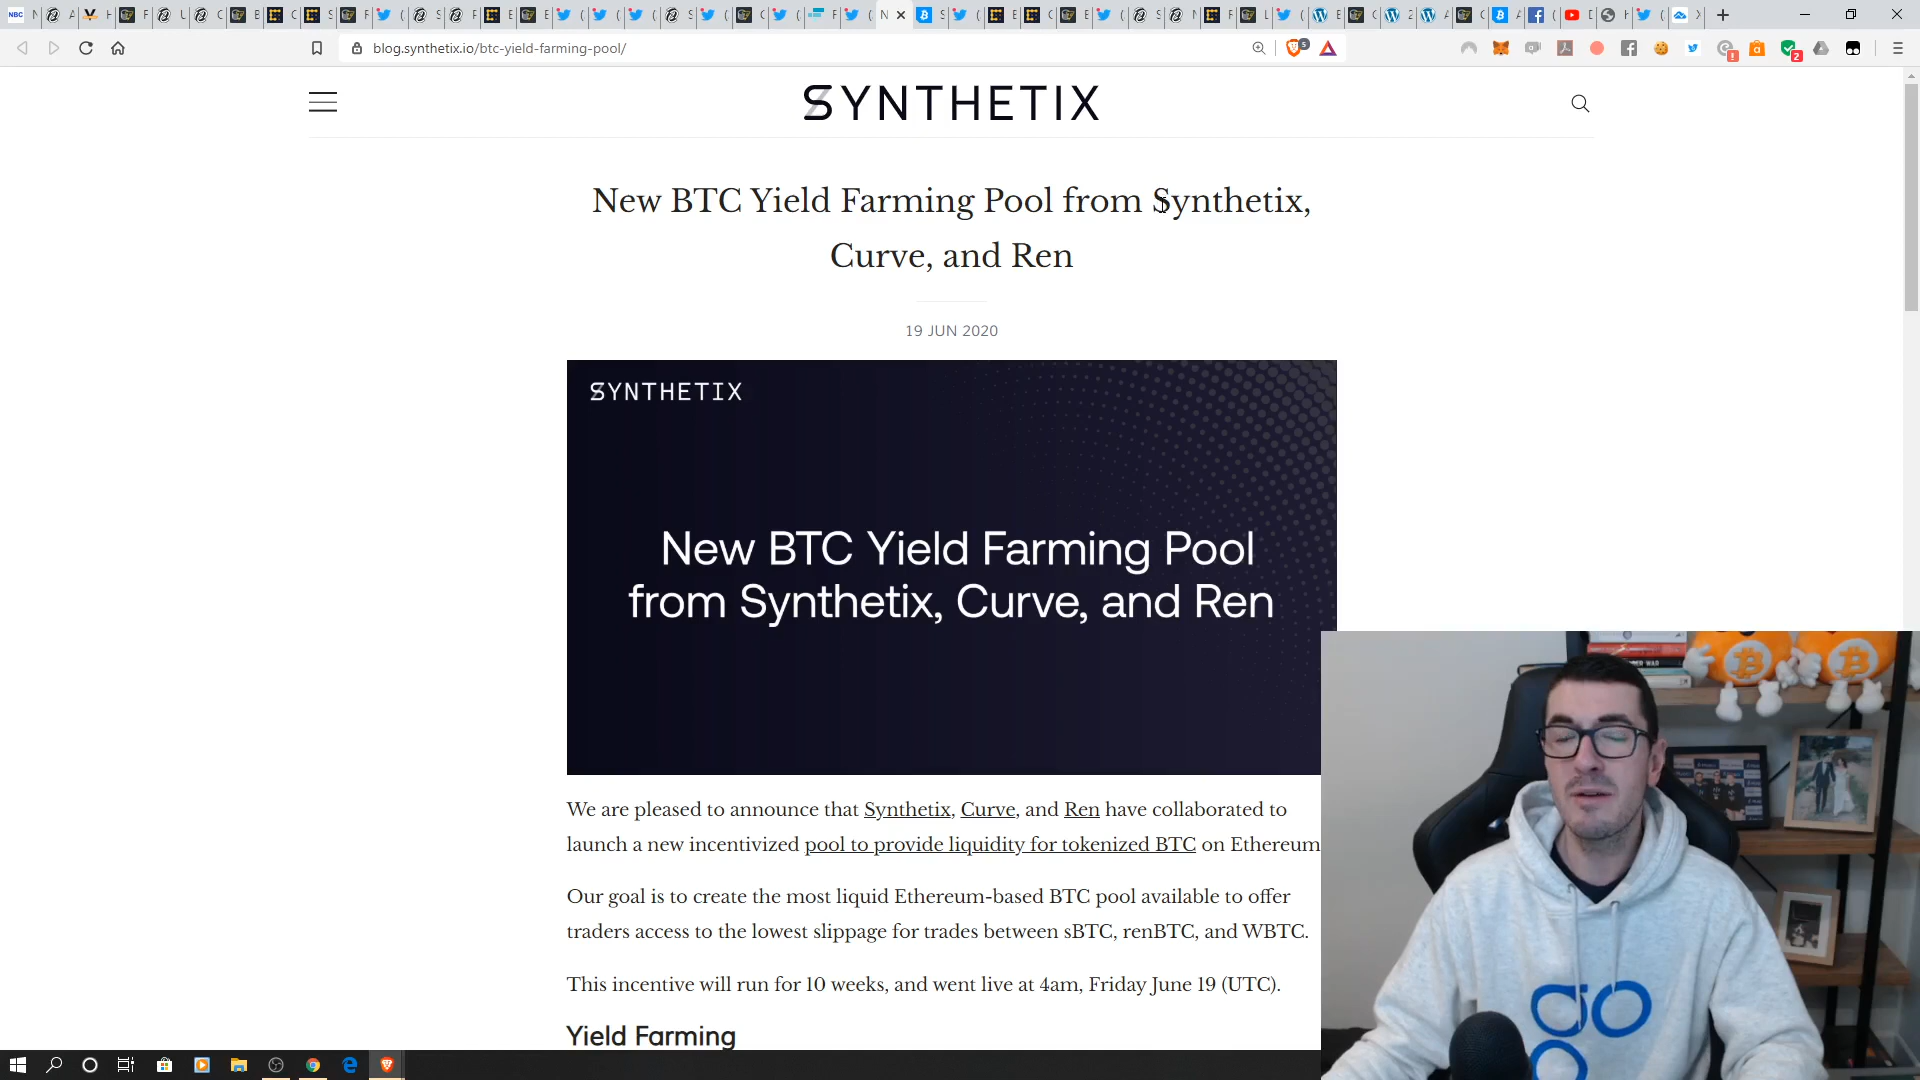 blog.synthetix.io/btc-yield-farming-pool/
SYNTHETIX
New BTC Yield Farming Pool from Synthetix,
Curve, and Ren
19 JUN 2020
SYNTHETIX
New BTC Yield Farming Pool
from Synthetix, Curve, and Ren
We are pleased to announce that Synthetix, Curve, and Ren have collaborated to
launch a new incentivized pool to provide liquidity for tokenized BTC on Ethereum
Our goal is to create the most liquid Ethereum-based BTC pool available to offer
traders access to the lowest slippage for trades between sBTC, renBTC, and WBTC.
This incentive will run for 10 weeks, and went live at 4am, Friday June 19 (UTC).
Yield Farming